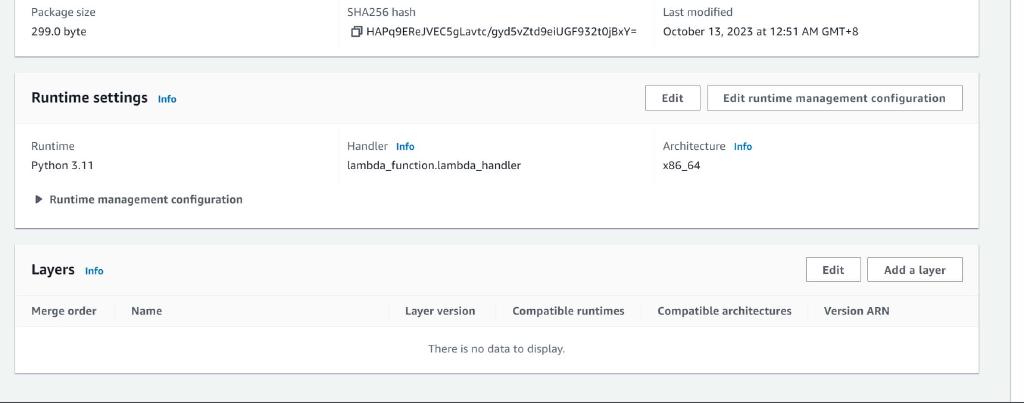 Package size SHA256 hash Last modified
299.0 byte HAPq9EReJVEC5gLavtc/gyd5vZtd9eiUGF932t0jBxY= October 13, 2023 at 12:51 AM GMT+8
Runtime settings Info Edit Edit runtime management configuration
Runtime Handler Info Architecture Info
Python 3.11 lambda_function.lambda_handler x86_64
Runtime management configuration
Layers Info Edit Add a layer
Merge order Name Layer version Compatible runtimes Compatible architectures Version ARN
There is no data to display.